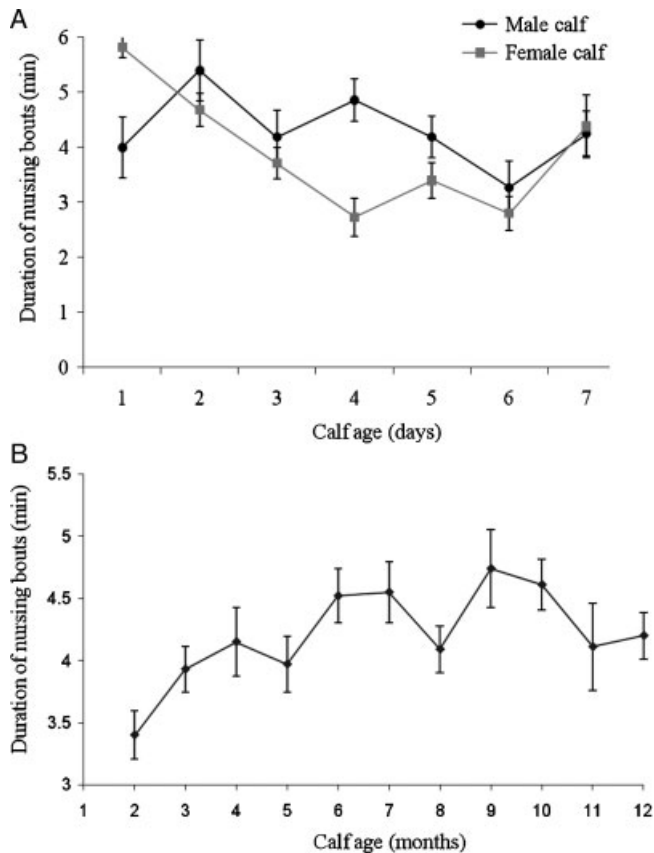 A
Male calf
Female calf
6
5
4
3
2
1
0
Duration of nursing bouts (min)
1 2 3 4 5 6 7
Calf age (days)
B
5.5
5
4.5
4
3.5
3
Duration of nursing bouts (min)
1 2 3 4 5 6 7 8 9 10 11 12
Calf age (months)